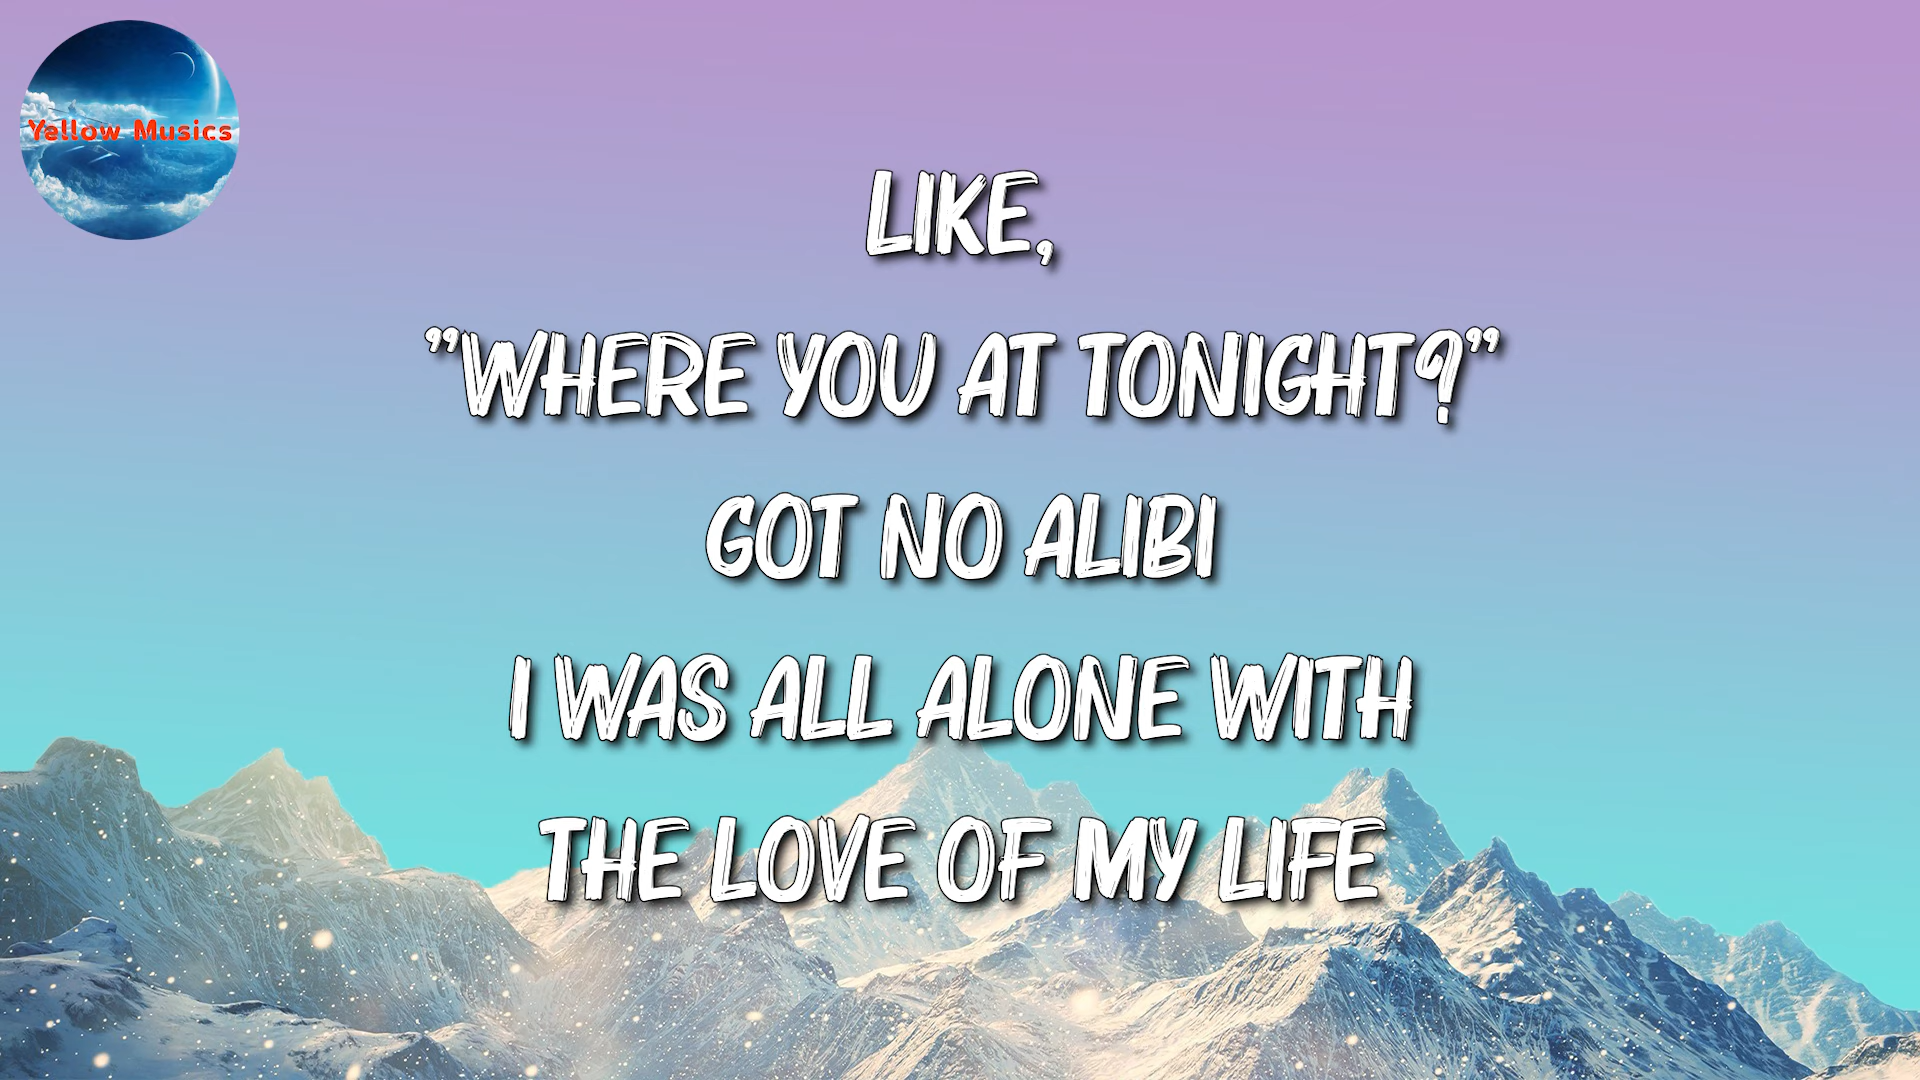 Yellow Musics
LIKE,
"WHERE YOU AT TONIGHT?"
GOT NO ALIBI
I WAS ALL ALONE WITH
THE LOVE OF MY LIFE